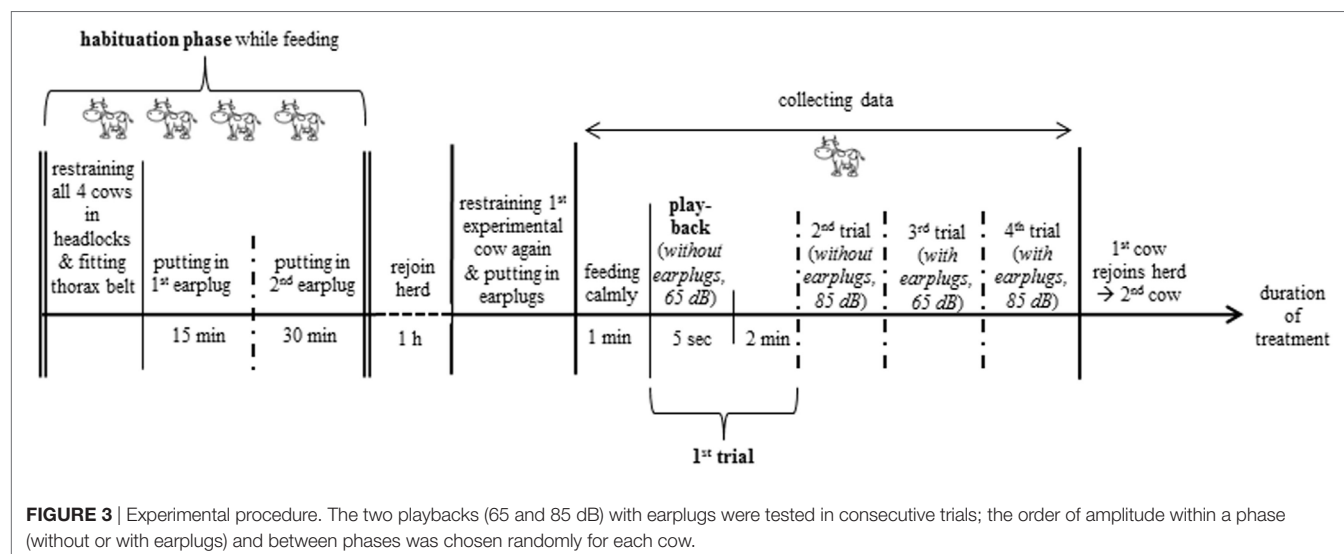 habituation phase while feeding
collecting data
restraining
all 4 cows
in
headlocks
& fitting
thorax belt
putting in
1st earplug
putting in
2nd earplug
rejoin
herd
restraining 1st
experimental
cow again
& putting in
earplugs
feeding
calmly
play-
back
(without
earplugs,
65 dB)
2nd trial
(without
earplugs,
85 dB)
3rd trial
(with
earplugs,
65 dB)
4th trial
(with
earplugs,
85 dB)
1st cow
rejoins herd
→ 2nd cow
duration
of
treatment
15 min
30 min
1 h
1 min
5 sec
2 min
1st trial
FIGURE 3 | Experimental procedure. The two playbacks (65 and 85 dB) with earplugs were tested in consecutive trials; the order of amplitude within a phase
(without or with earplugs) and between phases was chosen randomly for each cow.